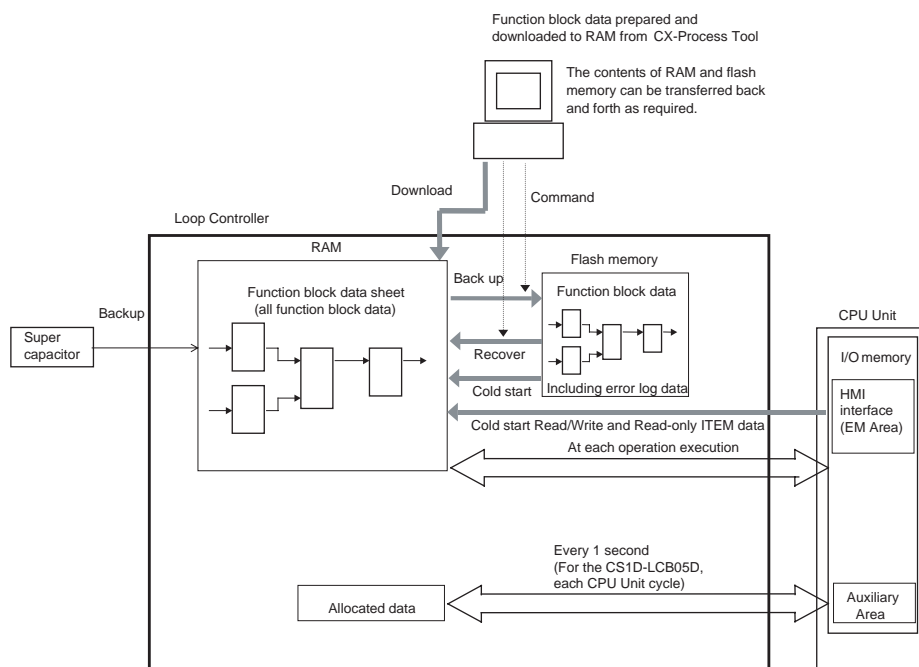 Function block data prepared and
downloaded to RAM from CX-Process Tool
The contents of RAM and flash
memory can be transferred back
and forth as required.
Download
Command
Loop Controller
RAM
Flash memory
Back up
Function block data sheet
(all function block data)
Function block data
Backup
CPU Unit
Super
capacitor
I/O memory
Recover
Cold start
Including error log data
HMI
interface
(EM Area)
Cold start Read/Write and Read-only ITEM data
At each operation execution
Every 1 second
(For the CS1D-LCB05D,
each CPU Unit cycle)
Allocated data
Auxiliary
Area